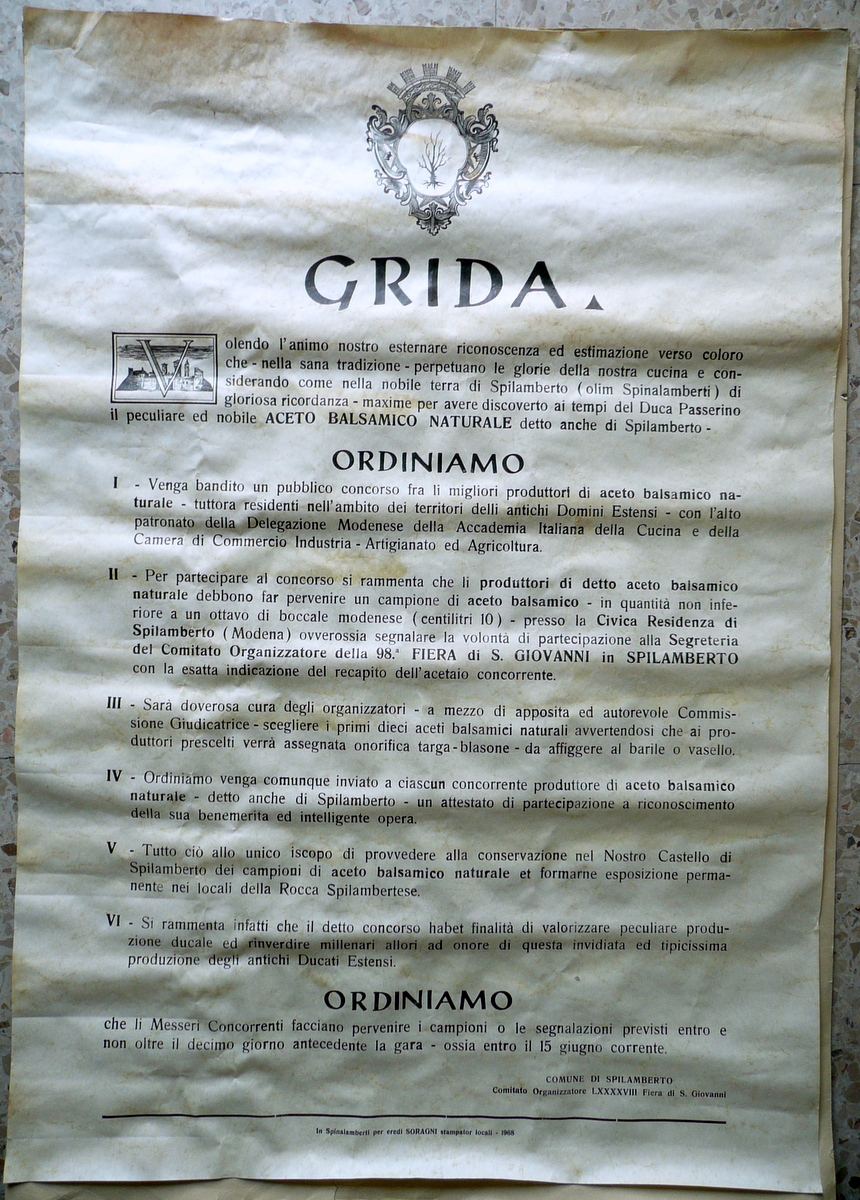 GRIDA.
Volendo l'animo nostro esternare riconoscenza ed estimazione verso coloro
che - nella sana tradizione - perpetuano le glorie della nostra cucina e con-
siderando come nella nobile terra di Spilamberto (olim Spinalamberti) di
gloriosa ricordanza - maxime per avere discoverto ai tempi del Duca Passerino
il peculiare ed nobile ACETO BALSAMICO NATURALE detto anche di Spilamberto -
ORDINIAMO
I - Venga bandito un pubblico concorso fra li migliori produttori di aceto balsamico na-
turale - tuttora residenti nell'ambito dei territori delli antichi Domini Estensi - con l'alto
patronato della Delegazione Modenese della Accademia Italiana della Cucina e della
Camera di Commercio Industria - Artigianato ed Agricoltura.
II - Per partecipare al concorso si rammenta che li produttori di detto aceto balsamico
naturale debbono far pervenire un campione di aceto balsamico - in quantità non infe-
riore a un ottavo di boccale modenese (centilitri 10) - presso la Civica Residenza di
Spilamberto (Modena) ovverossia segnalare la volontà di partecipazione alla Segreteria
del Comitato Organizzatore della 98.ª FIERA di S. GIOVANNI in SPILAMBERTO
con la esatta indicazione del recapito dell'acetaio concorrente.
III - Sarà doverosa cura degli organizzatori - a mezzo di apposita ed autorevole Commis-
sione Giudicatrice - scegliere i primi dieci aceti balsamici naturali avvertendosi che ai pro-
duttori prescelti verrà assegnata onorifica targa-blasone - da affiggere al barile o vasello.
IV - Ordiniamo venga comunque inviato a ciascun concorrente produttore di aceto balsamico
naturale - detto anche di Spilamberto - un attestato di partecipazione a riconoscimento
della sua benemerita ed intelligente opera.
V - Tutto ciò allo unico iscopo di provvedere alla conservazione nel Nostro Castello di
Spilamberto dei campioni di aceto balsamico naturale et formarne esposizione perma-
nente nei locali della Rocca Spilambertese.
VI - Si rammenta infatti che il detto concorso habet finalità di valorizzare peculiare produ-
zione ducale ed rinverdire millenari allori ad onore di questa invidiata ed tipicissima
produzione degli antichi Ducati Estensi.
ORDINIAMO
che li Messeri Concorrenti facciano pervenire i campioni o le segnalazioni previsti entro e
non oltre il decimo giorno antecedente la gara - ossia entro il 15 giugno corrente.
COMUNE DI SPILAMBERTO
Comitato Organizzatore LXXXXVIII Fiera di S. Giovanni
In Spinalamberti per eredi SORAGNI stampator locali - 1968